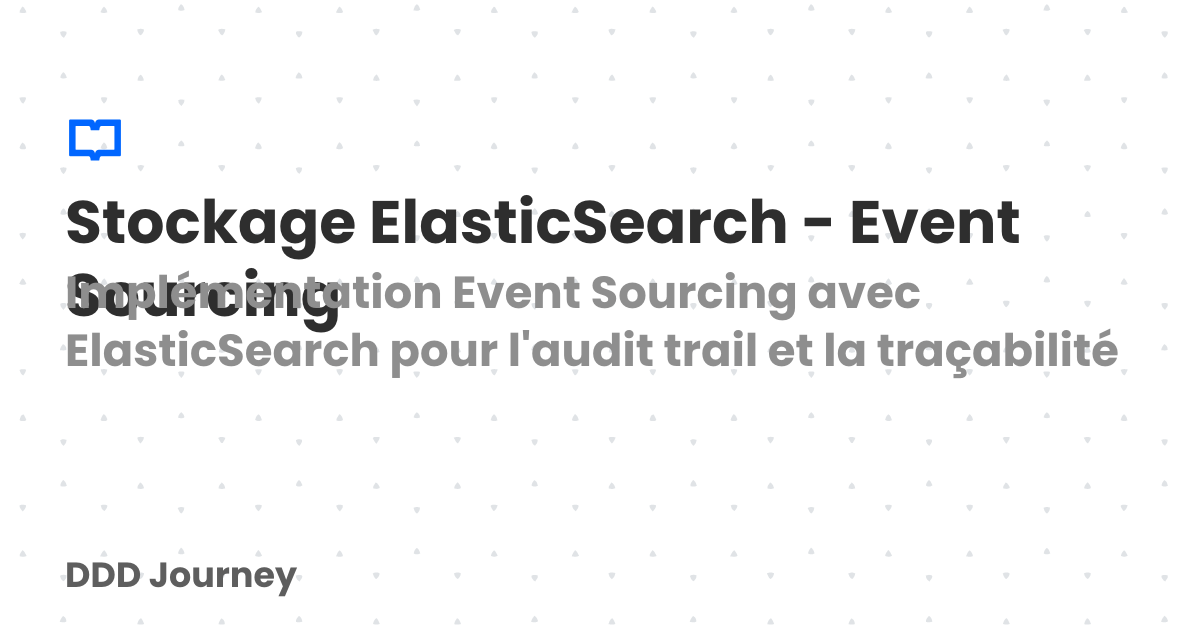 Stockage ElasticSearch - Event
Sourcing
Implémentation Event Sourcing avec
ElasticSearch pour l'audit trail et la traçabilité
DDD Journey